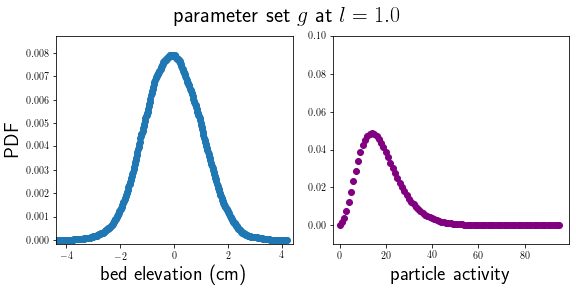 parameter set g at l = 1.0
PDF
0.008
0.007
0.006
0.005
0.004
0.003
0.002
0.001
0.000
−4 −2 0 2 4
bed elevation (cm)
0.10
0.08
0.06
0.04
0.02
0.00
0 20 40 60 80
particle activity